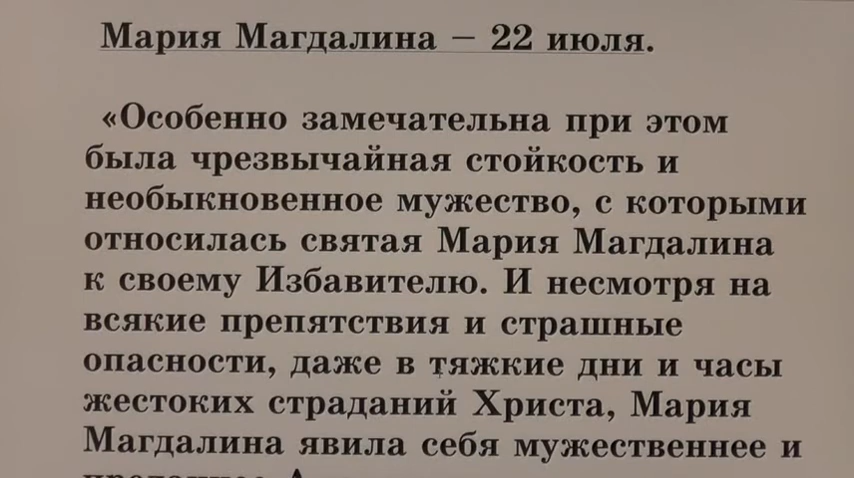 Мария Магдалина – 22 июля.
«Особенно замечательна при этом
была чрезвычайная стойкость и
необыкновенное мужество, с которыми
относилась святая Мария Магдалина
к своему Избавителю. И несмотря на
всякие препятствия и страшные
опасности, даже в тяжкие дни и часы
жестоких страданий Христа, Мария
Магдалина явила себя мужественнее и